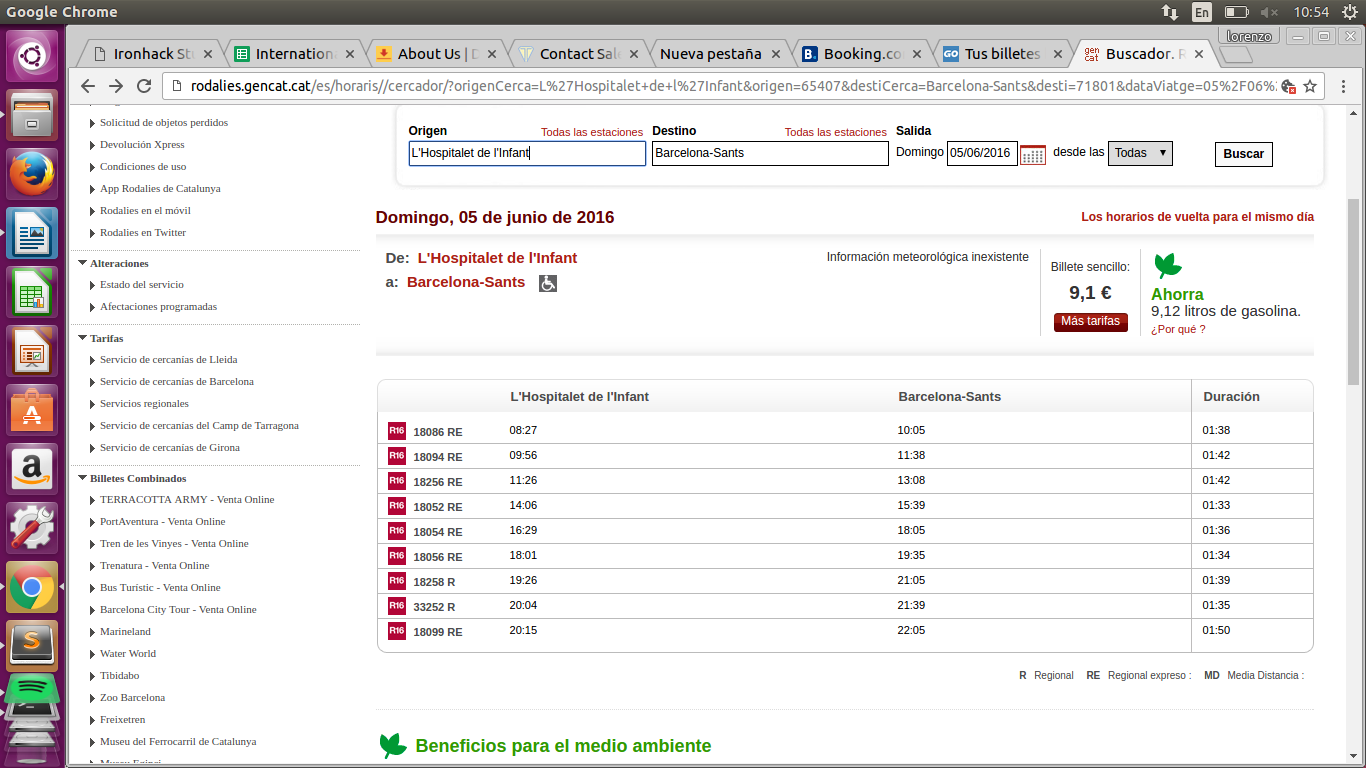 Google Chrome
En
10:54
lorenzo
Ironhack Stu
Internationa
About Us | D
Contact Sale
Nueva pestaña
Booking.co
Tus billetes
Buscador. R
rodalies.gencat.cat/es/horaris//cercador/?origenCerca=L%27Hospitalet+de+l%27Infant&origen=65407&destiCerca=Barcelona-Sants&desti=71801&dataViatge=05%2F06%2
Solicitud de objetos perdidos
Devolución Xpress
Condiciones de uso
App Rodalies de Catalunya
Rodalies en el móvil
Rodalies en Twitter
Alteraciones
Estado del servicio
Afectaciones programadas
Tarifas
Servicio de cercanías de Lleida
Servicio de cercanías de Barcelona
Servicios regionales
Servicio de cercanías del Camp de Tarragona
Servicio de cercanías de Girona
Billetes Combinados
TERRACOTTA ARMY - Venta Online
PortAventura - Venta Online
Tren de les Vinyes - Venta Online
Trenatura - Venta Online
Bus Turístic - Venta Online
Barcelona City Tour - Venta Online
Marineland
Water World
Tibidabo
Zoo Barcelona
Freixretren
Museu del Ferrocarril de Catalunya
Origen Todas las estaciones Destino Todas las estaciones Salida
L'Hospitalet de l'Infant Barcelona-Sants Domingo 05/06/2016 desde las Todas Buscar
Domingo, 05 de junio de 2016
Los horarios de vuelta para el mismo día
De: L'Hospitalet de l'Infant
a: Barcelona-Sants
Información meteorológica inexistente
Billete sencillo:
9,1 €
Más tarifas
Ahorra
9,12 litros de gasolina.
¿Por qué ?
L'Hospitalet de l'Infant Barcelona-Sants Duración
R16 18086 RE 08:27 10:05 01:38
R16 18094 RE 09:56 11:38 01:42
R16 18256 RE 11:26 13:08 01:42
R16 18052 RE 14:06 15:39 01:33
R16 18054 RE 16:29 18:05 01:36
R16 18056 RE 18:01 19:35 01:34
R16 18258 R 19:26 21:05 01:39
R16 33252 R 20:04 21:39 01:35
R16 18099 RE 20:15 22:05 01:50
R Regional RE Regional expreso : MD Media Distancia :
Beneficios para el medio ambiente